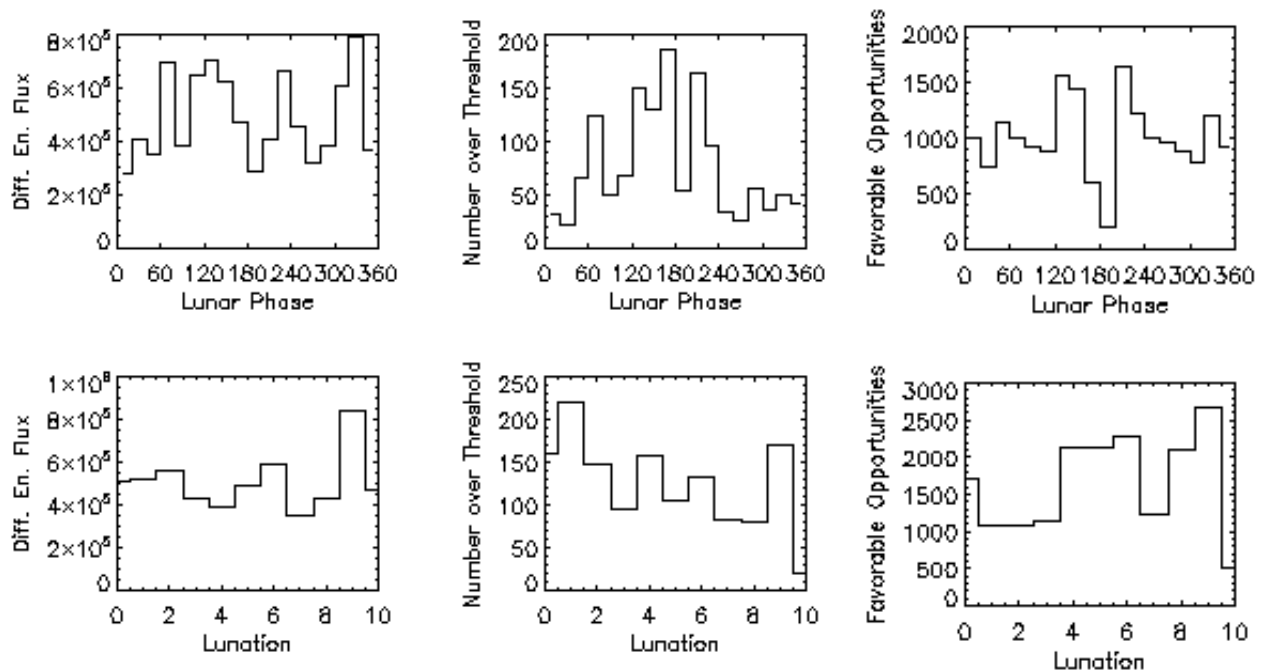 Diff. En. Flux
8×10⁵
6×10⁵
4×10⁵
2×10⁵
0
0 60 120 180 240 300 360
Lunar Phase
Number over Threshold
200
150
100
50
0
0 60 120 180 240 300 360
Lunar Phase
Favorable Opportunities
2000
1500
1000
500
0
0 60 120 180 240 300 360
Lunar Phase
Diff. En. Flux
1×10⁶
8×10⁵
6×10⁵
4×10⁵
2×10⁵
0
0 2 4 6 8 10
Lunation
Number over Threshold
250
200
150
100
50
0
0 2 4 6 8 10
Lunation
Favorable Opportunities
3000
2500
2000
1500
1000
500
0
0 2 4 6 8 10
Lunation